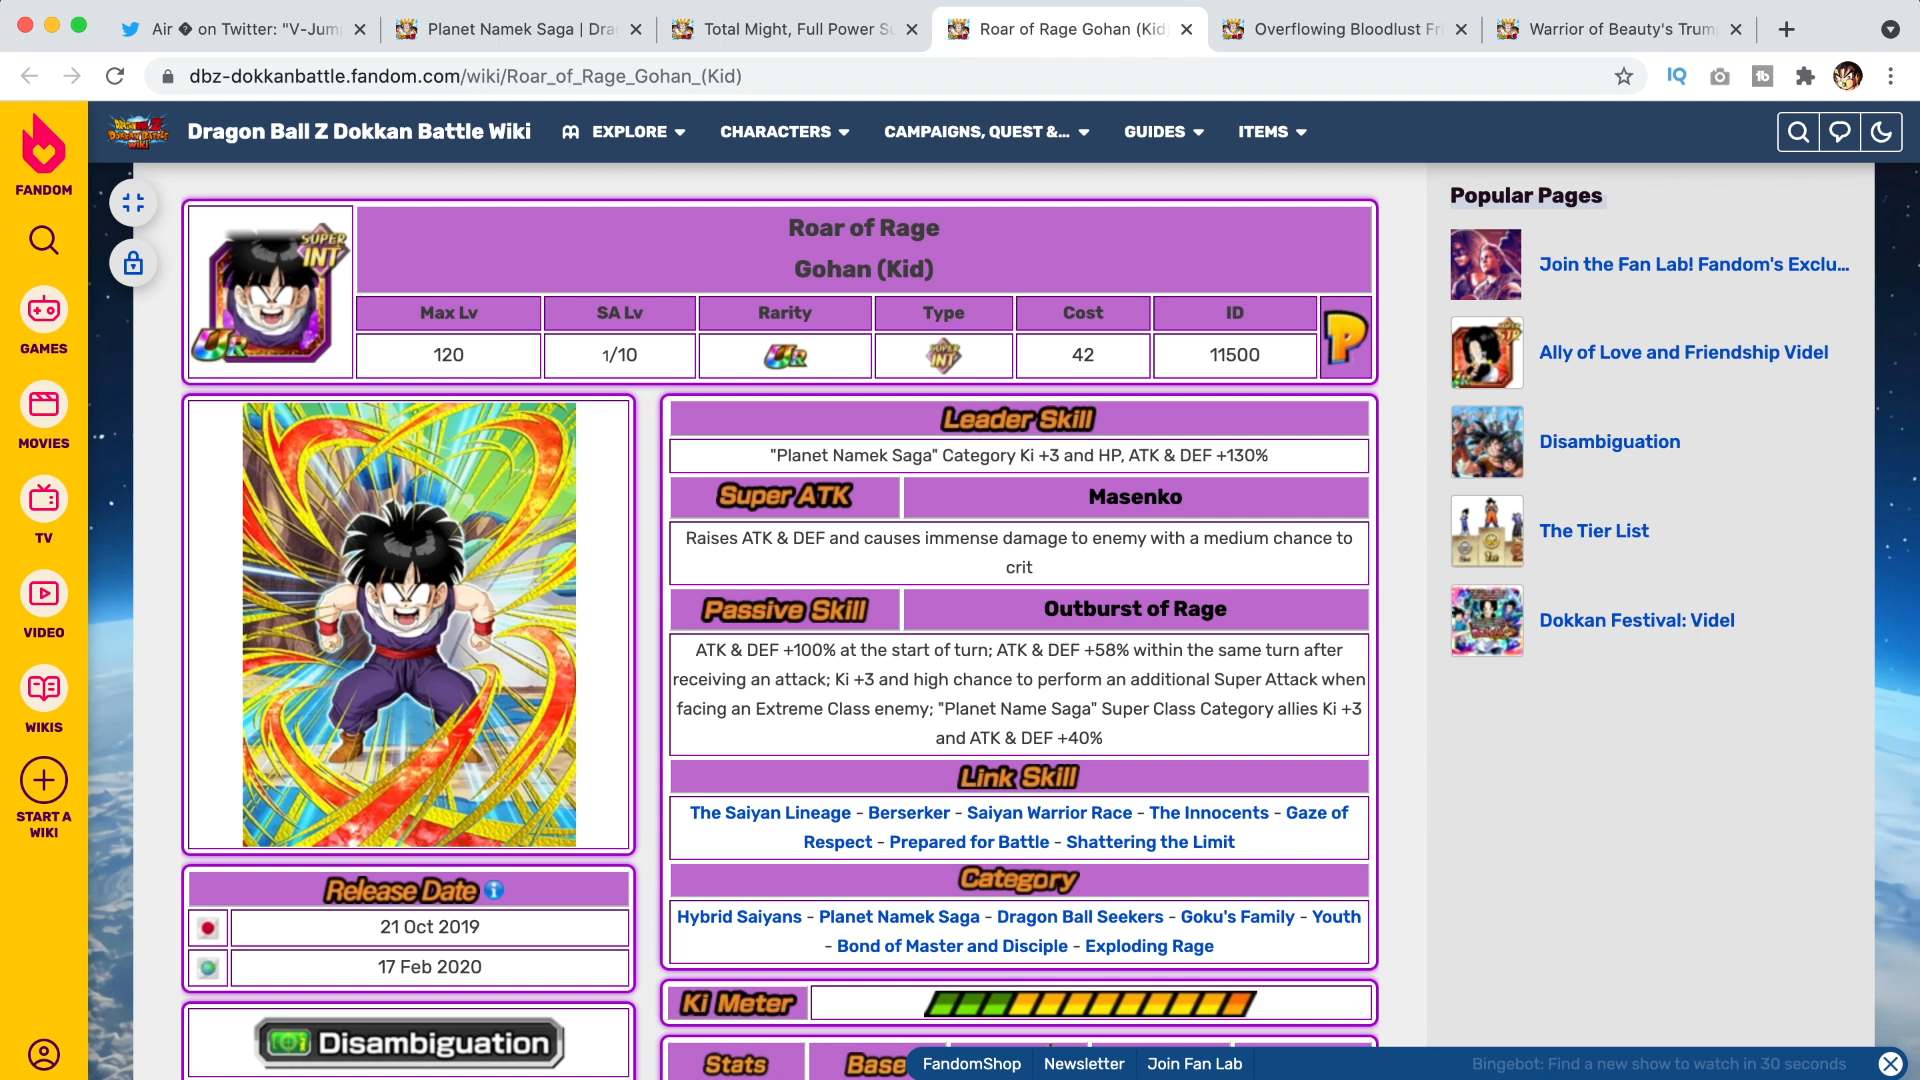 Air � on Twitter: "V-Jum
Planet Namek Saga | Dra
Total Might, Full Power S
Roar of Rage Gohan (Kid
Overflowing Bloodlust Fri
Warrior of Beauty's Trum
dbz-dokkanbattle.fandom.com/wiki/Roar_of_Rage_Gohan_(Kid)
IQ
tb
FANDOM
GAMES
MOVIES
TV
VIDEO
WIKIS
START A
WIKI
Dragon Ball Z Dokkan Battle Wiki
EXPLORE
CHARACTERS
CAMPAIGNS, QUEST &...
GUIDES
ITEMS
Roar of Rage
Gohan (Kid)
SUPER
INT
UR
Max Lv
SA Lv
Rarity
Type
Cost
ID
P
120
1/10
UR
SUPER
INT
42
11500
Leader Skill
"Planet Namek Saga" Category Ki +3 and HP, ATK & DEF +130%
Super ATK
Masenko
Raises ATK & DEF and causes immense damage to enemy with a medium chance to
crit
Passive Skill
Outburst of Rage
ATK & DEF +100% at the start of turn; ATK & DEF +58% within the same turn after
receiving an attack; Ki +3 and high chance to perform an additional Super Attack when
facing an Extreme Class enemy; "Planet Name Saga" Super Class Category allies Ki +3
and ATK & DEF +40%
Link Skill
The Saiyan Lineage - Berserker - Saiyan Warrior Race - The Innocents - Gaze of
Respect - Prepared for Battle - Shattering the Limit
Category
Hybrid Saiyans - Planet Namek Saga - Dragon Ball Seekers - Goku's Family - Youth
- Bond of Master and Disciple - Exploding Rage
Ki Meter
Stats
Base
Release Date
21 Oct 2019
17 Feb 2020
Disambiguation
Popular Pages
Join the Fan Lab! Fandom's Exclu...
Ally of Love and Friendship Videl
Disambiguation
The Tier List
Dokkan Festival: Videl
FandomShop
Newsletter
Join Fan Lab
Bingebot: Find a new show to watch in 30 seconds